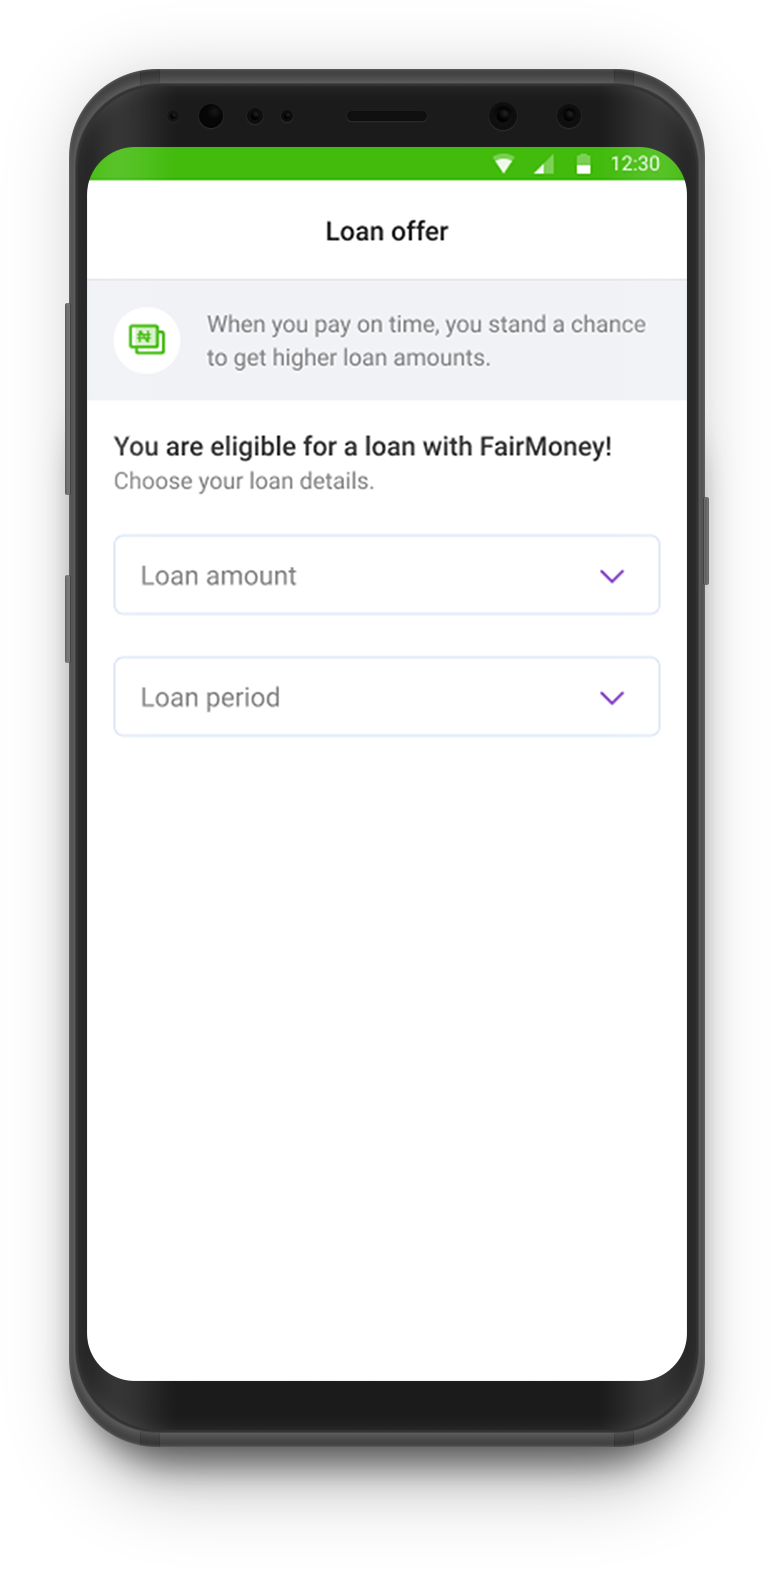 12:30
Loan offer
₦
When you pay on time, you stand a chance
to get higher loan amounts.
You are eligible for a loan with FairMoney!
Choose your loan details.
Loan amount
Loan period